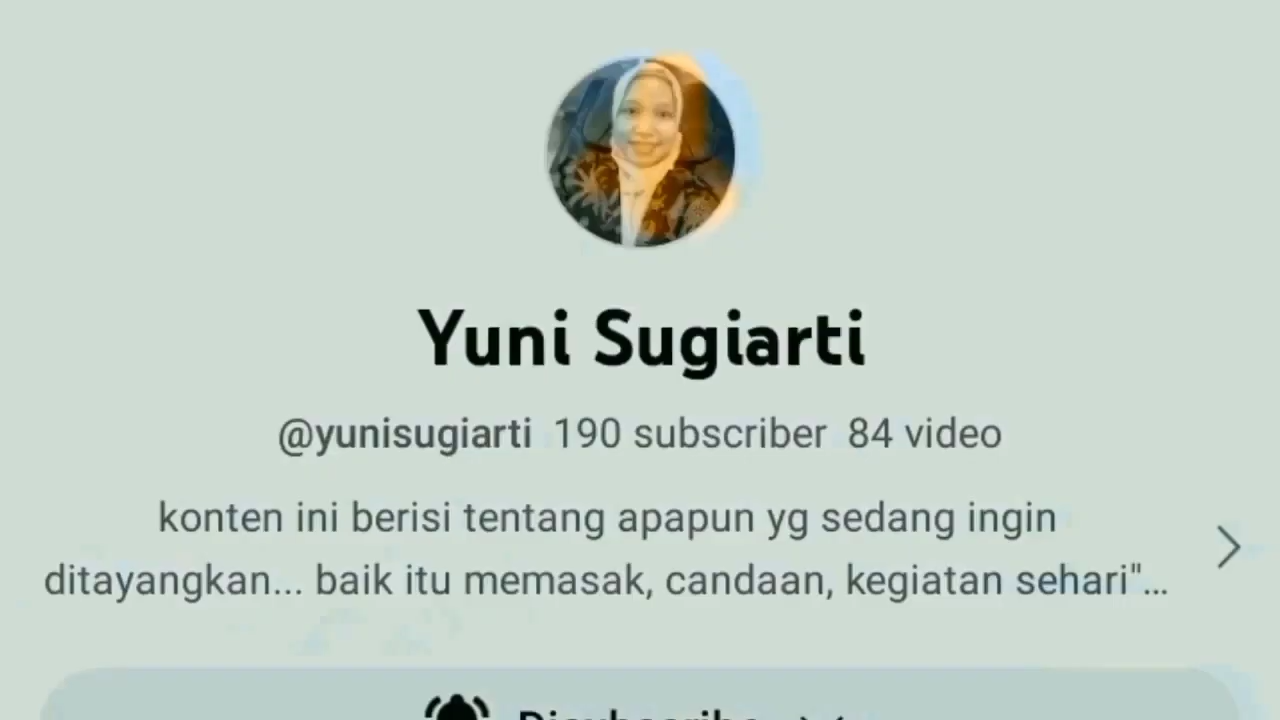 Yuni Sugiarti
@yunisugiarti 190 subscriber 84 video
konten ini berisi tentang apapun yg sedang ingin
ditayangkan... baik itu memasak, candaan, kegiatan sehari"...
Disubscribe